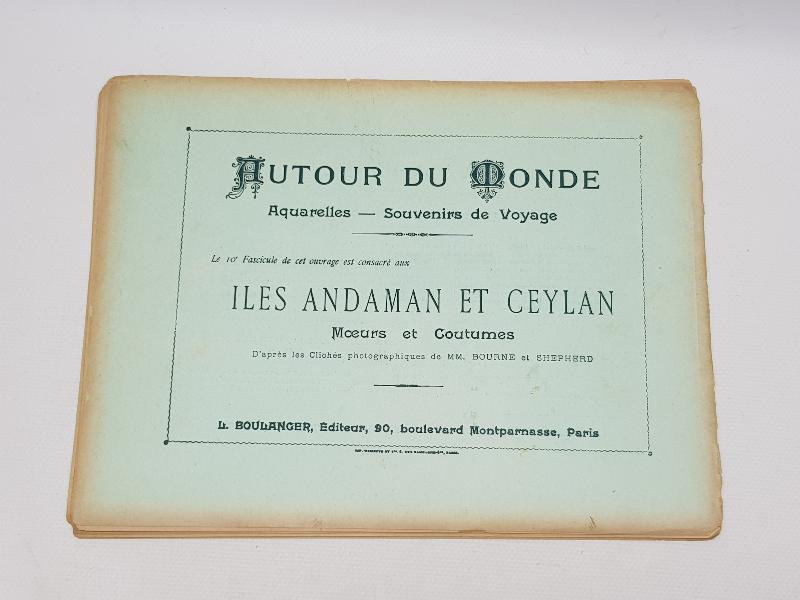 AUTOUR DU MONDE
Aquarelles — Souvenirs de Voyage
Le 10e Fascicule de cet ouvrage est consacré aux
ILES ANDAMAN ET CEYLAN
Mœurs et Coutumes
D'après les Clichés photographiques de MM. BOURNE et SHEPHERD
L. BOULANGER, Éditeur, 90, boulevard Montparnasse, Paris